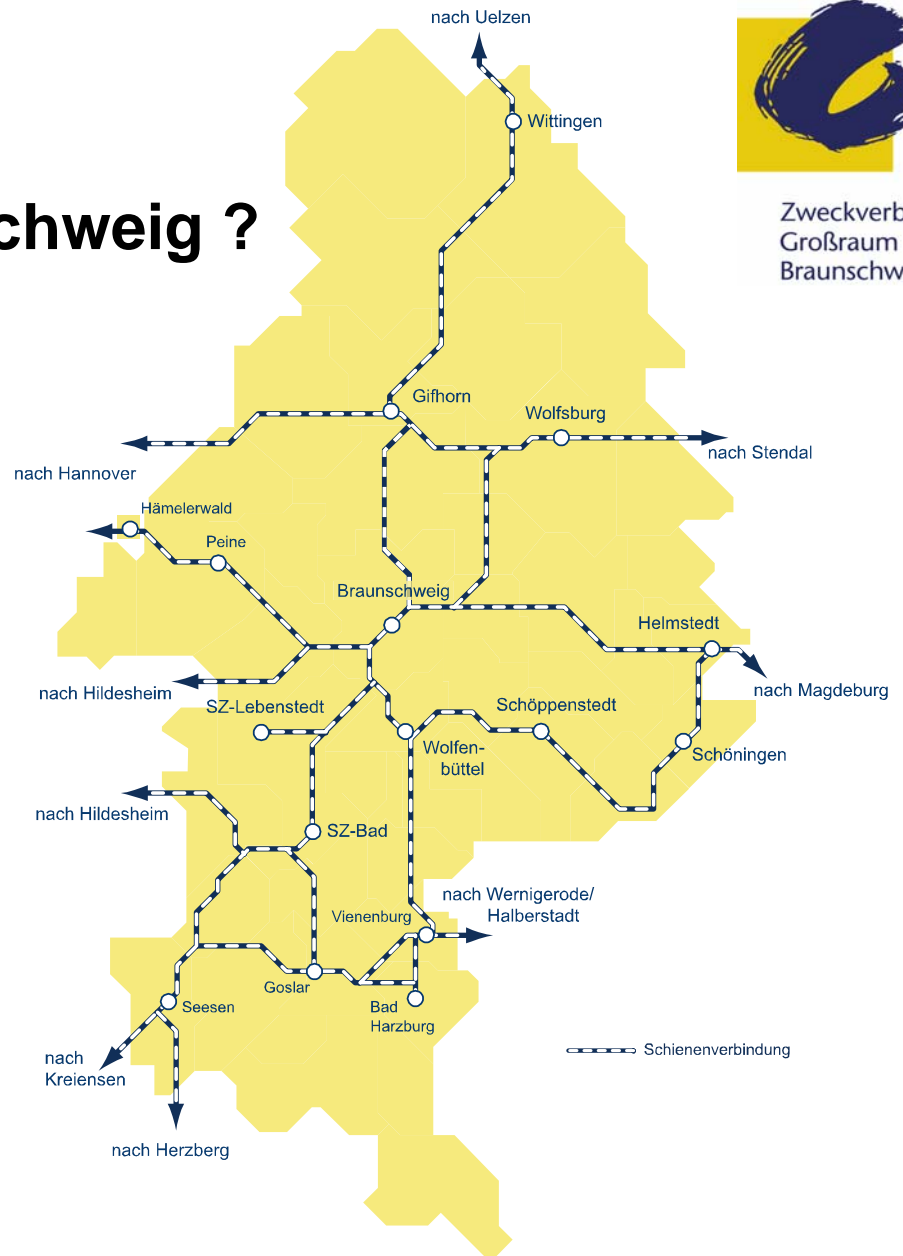 nach Uelzen
Wittingen
chweig ?
Zweckverb
Großraum
Braunschw
Gifhorn
Wolfsburg
nach Hannover
nach Stendal
Hämelerwald
Peine
Braunschweig
Helmstedt
nach Hildesheim
nach Magdeburg
SZ-Lebenstedt
Schöppenstedt
Wolfen-
büttel
Schöningen
nach Hildesheim
SZ-Bad
nach Wernigerode/
Halberstadt
Vienenburg
Goslar
Seesen
Bad
Harzburg
Schienenverbindung
nach
Kreiensen
nach Herzberg